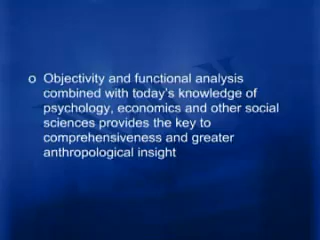 o Objectivity and functional analysis
combined with today's knowledge of
psychology, economics and other social
sciences provides the key to
comprehensiveness and greater
anthropological insight